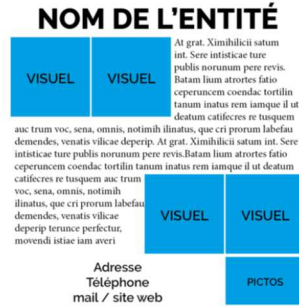 NOM DE L'ENTITÉ
VISUEL
VISUEL
At grat. Ximihilicii satum
int. Sere intisticae ture
publis norunum pere revis.
Batam lium atrortes fatio
ceperuncem coendac tortilin
tanum inatus rem iamque il ut
deatum catifecres re tusquem
auc trum voc, sena, omnis, notimih ilinatus, que cri prorum labefau
demendes, venatis vilicae deperip. At grat. Ximihilicii satum int. Sere
intisticae ture publis norunum pere revis.Batam lium atrortes fatio
ceperuncem coendac tortilin tanum inatus rem iamque il ut deatum
catifecres re tusquem auc trum
voc, sena, omnis, notimih
ilinatus, que cri prorum labefau
demendes, venatis vilicae
deperip terunce perfectur,
movendi istiae iam averi
VISUEL
VISUEL
Adresse
Téléphone
mail / site web
PICTOS